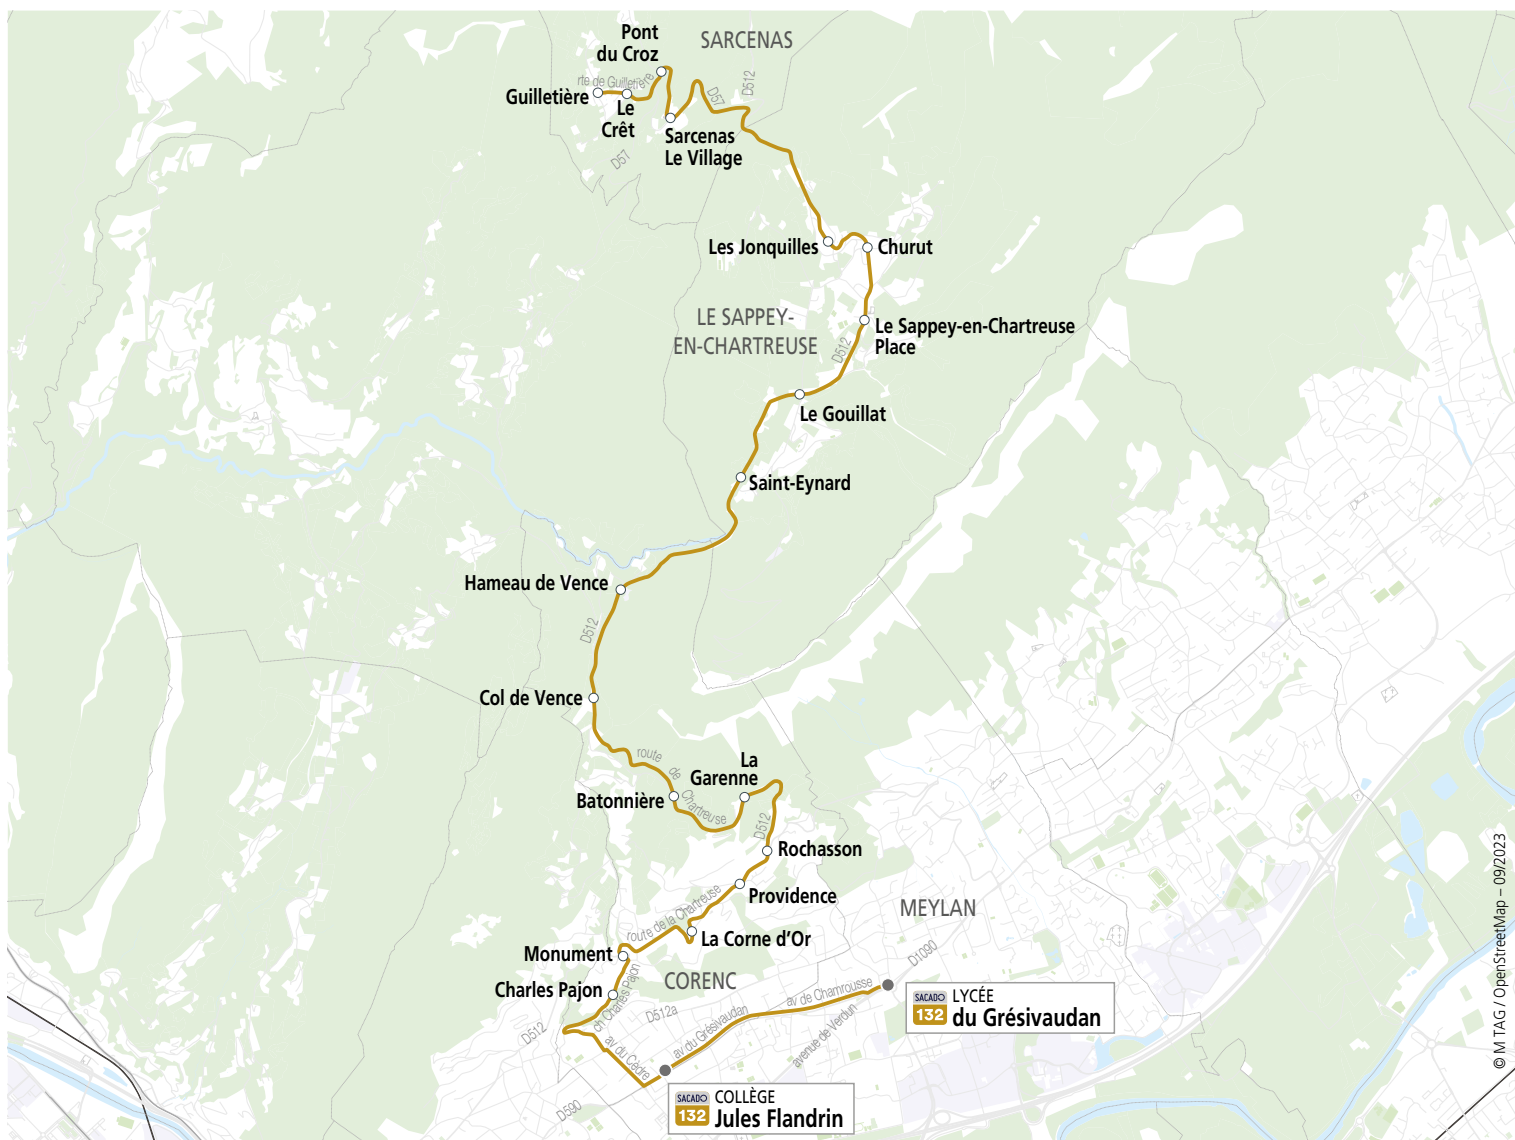 Pont
du Croz
SARCENAS
rte de Guilletière
D57
D512
Guilletière
Le
Crêt
Sarcenas
Le Village
D57
Les Jonquilles
Churut
LE SAPPEY-
EN-CHARTREUSE
Le Sappey-en-Chartreuse
Place
D512
Le Gouillat
Saint-Eynard
Hameau de Vence
D512
Col de Vence
route de Chartreuse
La
Garenne
Batonnière
D512
Rochasson
Providence
route de la Chartreuse
MEYLAN
La Corne d'Or
Monument
D1090
CORENC
Charles Pajon
ch Charles Pajon
av de Chamrousse
SACADO
132
LYCÉE
du Grésivaudan
D512a
D512
av du Grésivaudan
avenue de Verdun
av du Cèdre
D590
SACADO
132
COLLÈGE
Jules Flandrin
© M TAG / OpenStreetMap – 09/2023